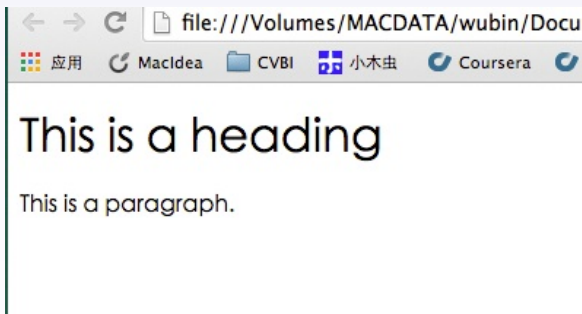 file:///Volumes/MACDATA/wubin/Docu
应用 MacIdea CVBI 小木虫 Coursera
This is a heading
This is a paragraph.